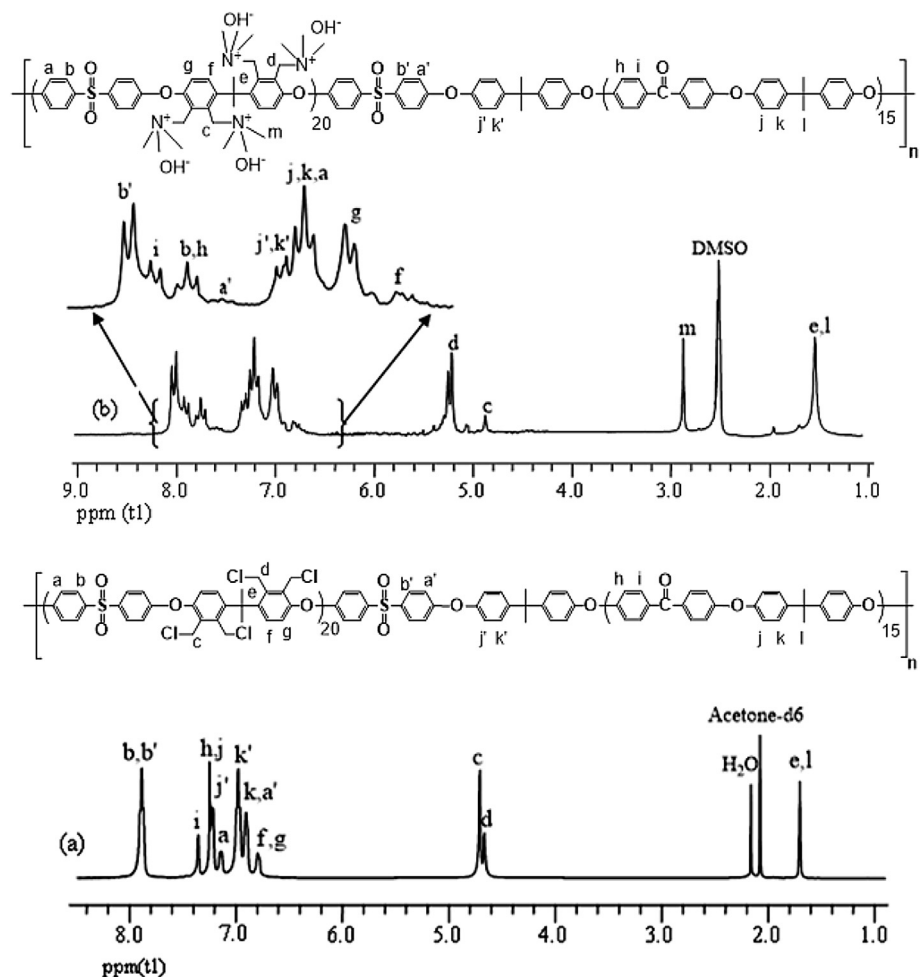 OH⁻ OH⁻
N⁺ d N⁺
a b O g f e b' a' h i O
S O O S O O C O O
O c N⁺ N⁺ m 20 O j' k' j k l 15 n
OH⁻ OH⁻
b' i b,h a' j',k' j,k,a g f
d c m DMSO e,l
(b)
9.0 8.0 7.0 6.0 5.0 4.0 3.0 2.0 1.0
ppm (t1)
Cl d Cl
a b O e b' a' h i O
S O O S O O C O O
O Cl c Cl f g 20 O j' k' j k l 15 n
b,b' i h,j j' a k' k,a' f,g c d H₂O Acetone-d6 e,l
(a)
8.0 7.0 6.0 5.0 4.0 3.0 2.0 1.0
ppm(t1)